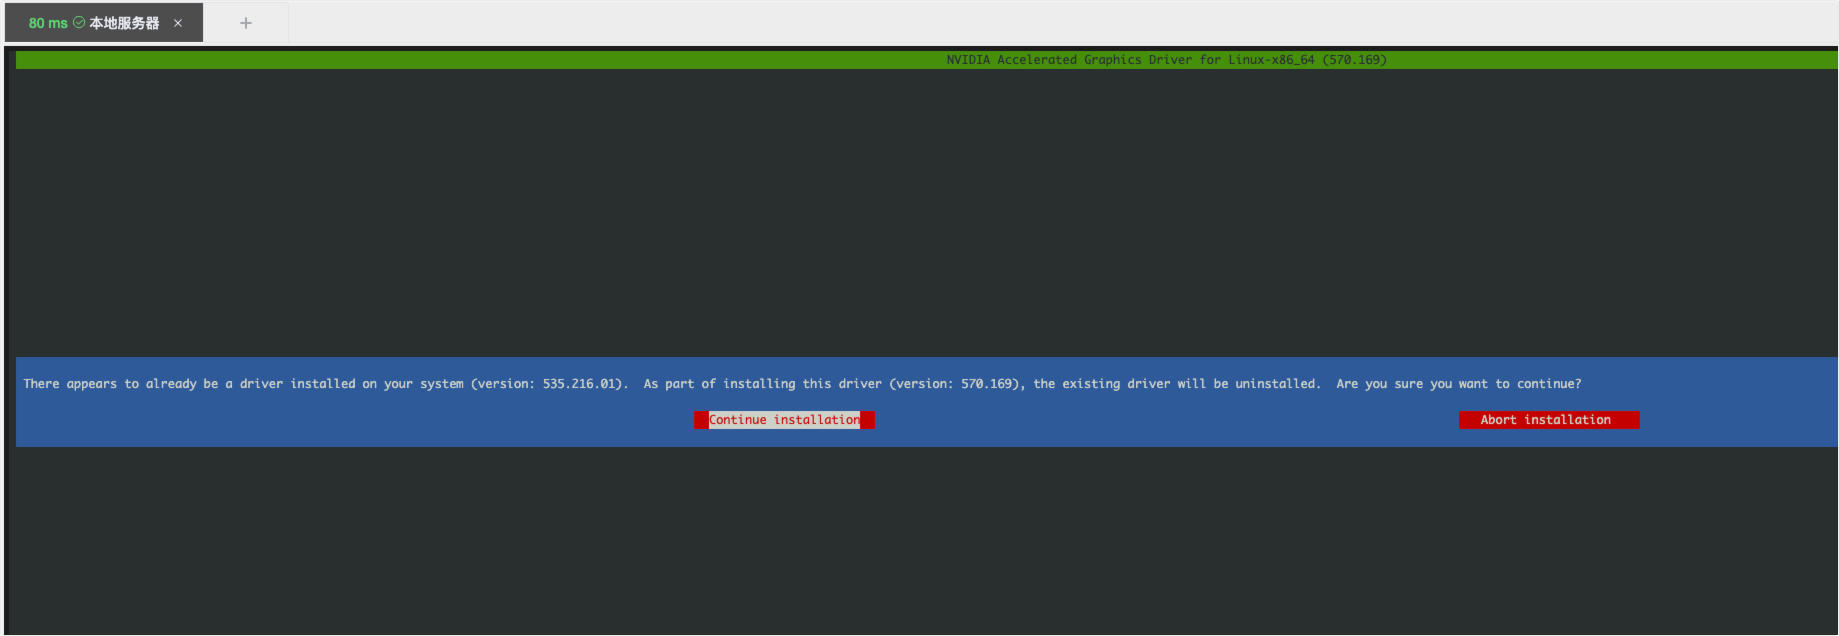 80 ms 本地服务器 × +
NVIDIA Accelerated Graphics Driver for Linux-x86_64 (570.169)
There appears to already be a driver installed on your system (version: 535.216.01).  As part of installing this driver (version: 570.169), the existing driver will be uninstalled.  Are you sure you want to continue?
Continue installation Abort installation